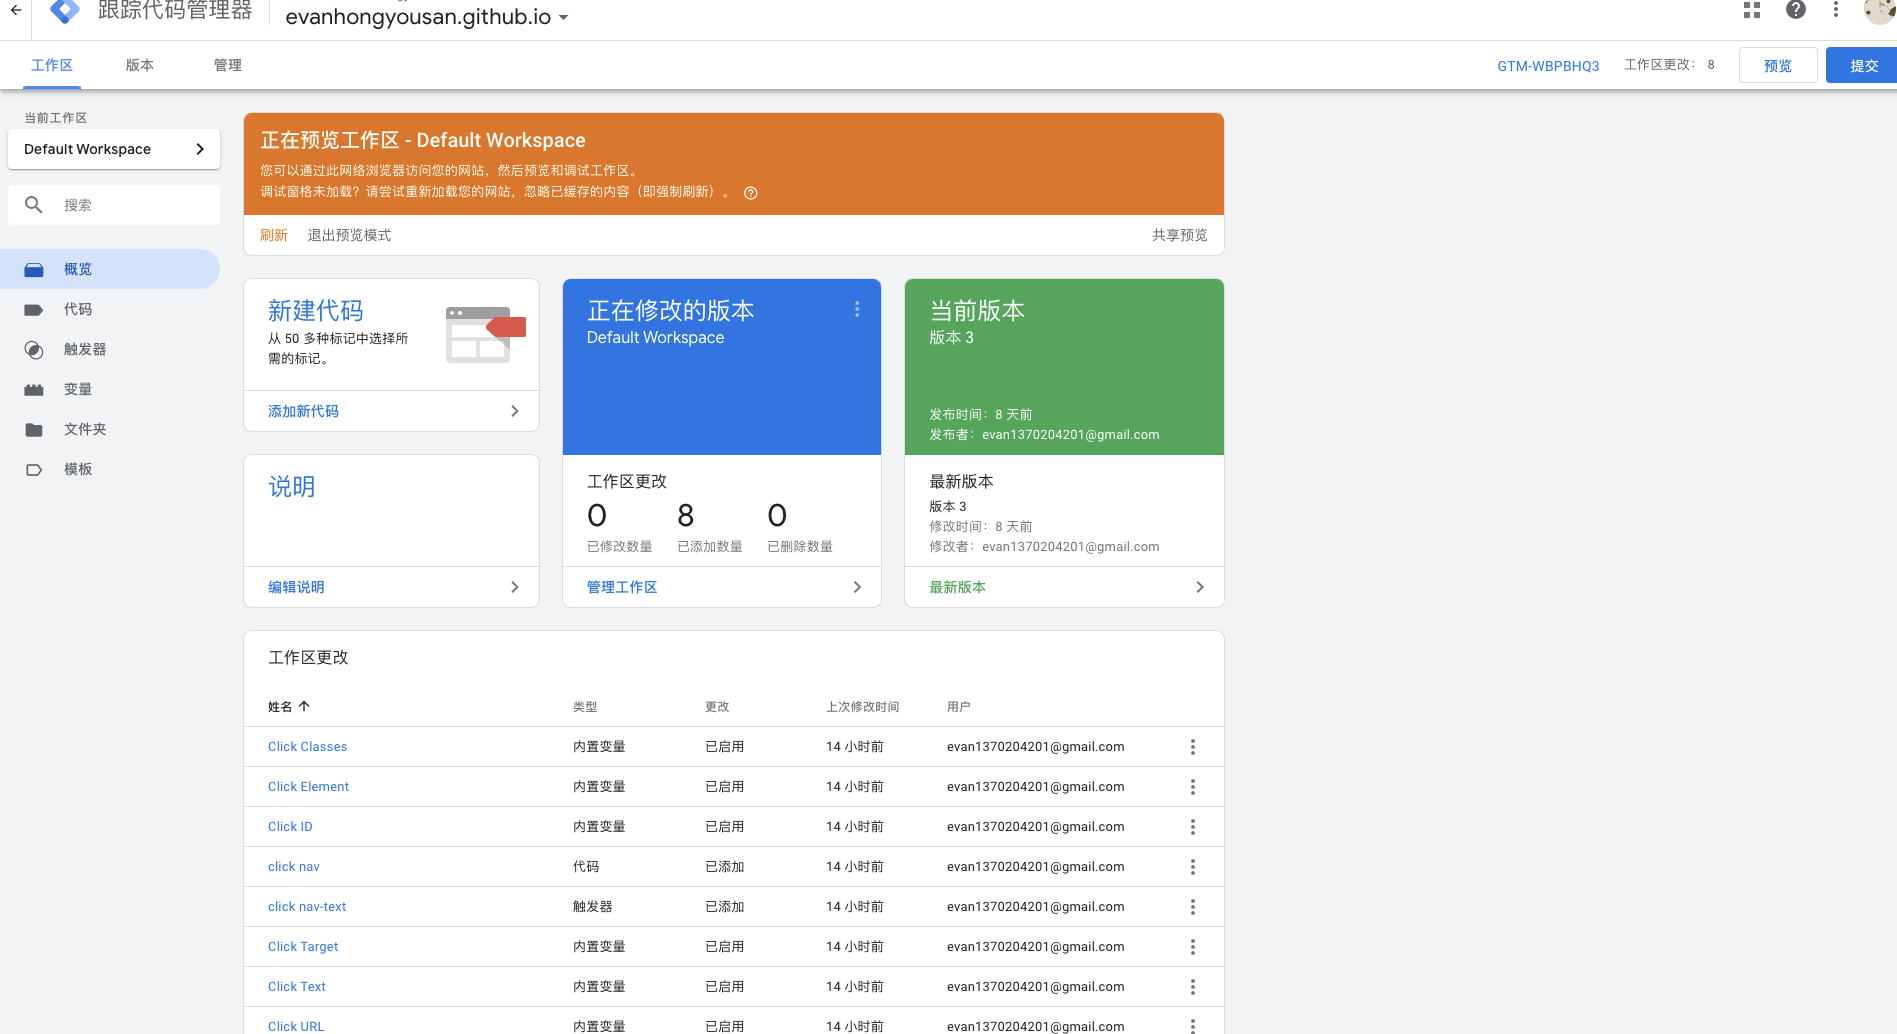 跟踪代码管理器
evanhongyousan.github.io
工作区 版本 管理 GTM-WBPBHQ3 工作区更改： 8 预览 提交
当前工作区
Default Workspace
搜索
概览
代码
触发器
变量
文件夹
模板
正在预览工作区 - Default Workspace
您可以通过此网络浏览器访问您的网站，然后预览和调试工作区。
调试窗格未加载？请尝试重新加载您的网站，忽略已缓存的内容（即强制刷新）。
刷新 退出预览模式 共享预览
新建代码
从 50 多种标记中选择所
需的标记。
添加新代码
说明
编辑说明
正在修改的版本
Default Workspace
工作区更改
0 8 0
已修改数量 已添加数量 已删除数量
管理工作区
当前版本
版本 3
发布时间：8 天前
发布者：evan1370204201@gmail.com
最新版本
版本 3
修改时间：8 天前
修改者：evan1370204201@gmail.com
最新版本
工作区更改
姓名 类型 更改 上次修改时间 用户
Click Classes 内置变量 已启用 14 小时前 evan1370204201@gmail.com
Click Element 内置变量 已启用 14 小时前 evan1370204201@gmail.com
Click ID 内置变量 已启用 14 小时前 evan1370204201@gmail.com
click nav 代码 已添加 14 小时前 evan1370204201@gmail.com
click nav-text 触发器 已添加 14 小时前 evan1370204201@gmail.com
Click Target 内置变量 已启用 14 小时前 evan1370204201@gmail.com
Click Text 内置变量 已启用 14 小时前 evan1370204201@gmail.com
Click URL 内置变量 已启用 14 小时前 evan1370204201@gmail.com